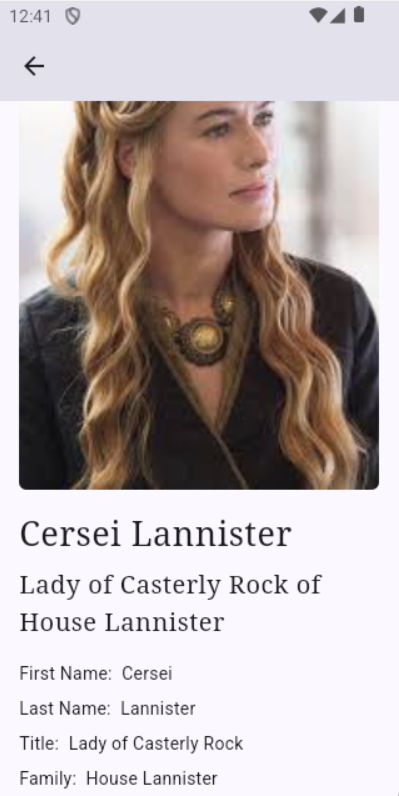 12:41
Cersei Lannister
Lady of Casterly Rock of
House Lannister
First Name: Cersei
Last Name: Lannister
Title: Lady of Casterly Rock
Family: House Lannister